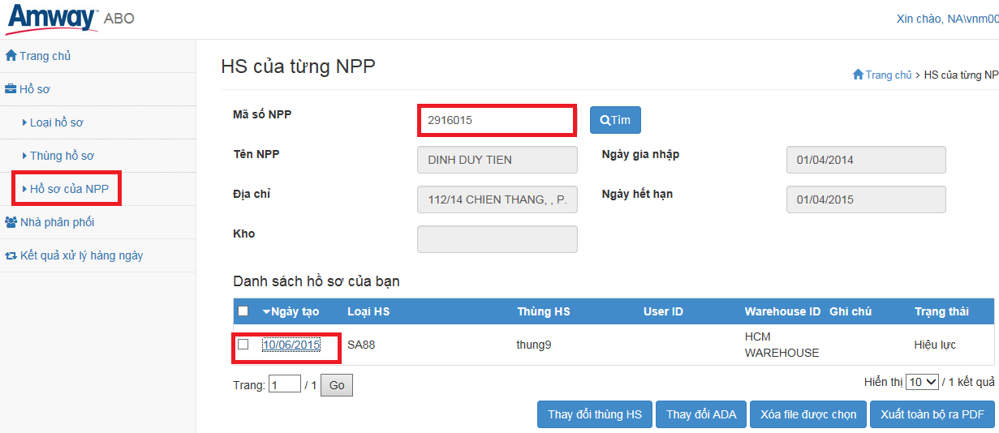 Amway ABO
Xin chào, NA\vnm00
Trang chủ
Hồ sơ
Loại hồ sơ
Thùng hồ sơ
Hồ sơ của NPP
Nhà phân phối
Kết quả xử lý hàng ngày
HS của từng NPP
Trang chủ > HS của từng NP
Mã số NPP 2916015 Tìm
Tên NPP DINH DUY TIEN Ngày gia nhập 01/04/2014
Địa chỉ 112/14 CHIEN THANG, , P. Ngày hết hạn 01/04/2015
Kho
Danh sách hồ sơ của bạn
Ngày tạo Loại HS Thùng HS User ID Warehouse ID Ghi chú Trạng thái
10/06/2015 SA88 thung9 HCM WAREHOUSE Hiệu lực
Trang: 1 / 1 Go Hiển thị 10 / 1 kết quả
Thay đổi thùng HS Thay đổi ADA Xóa file được chọn Xuất toàn bộ ra PDF